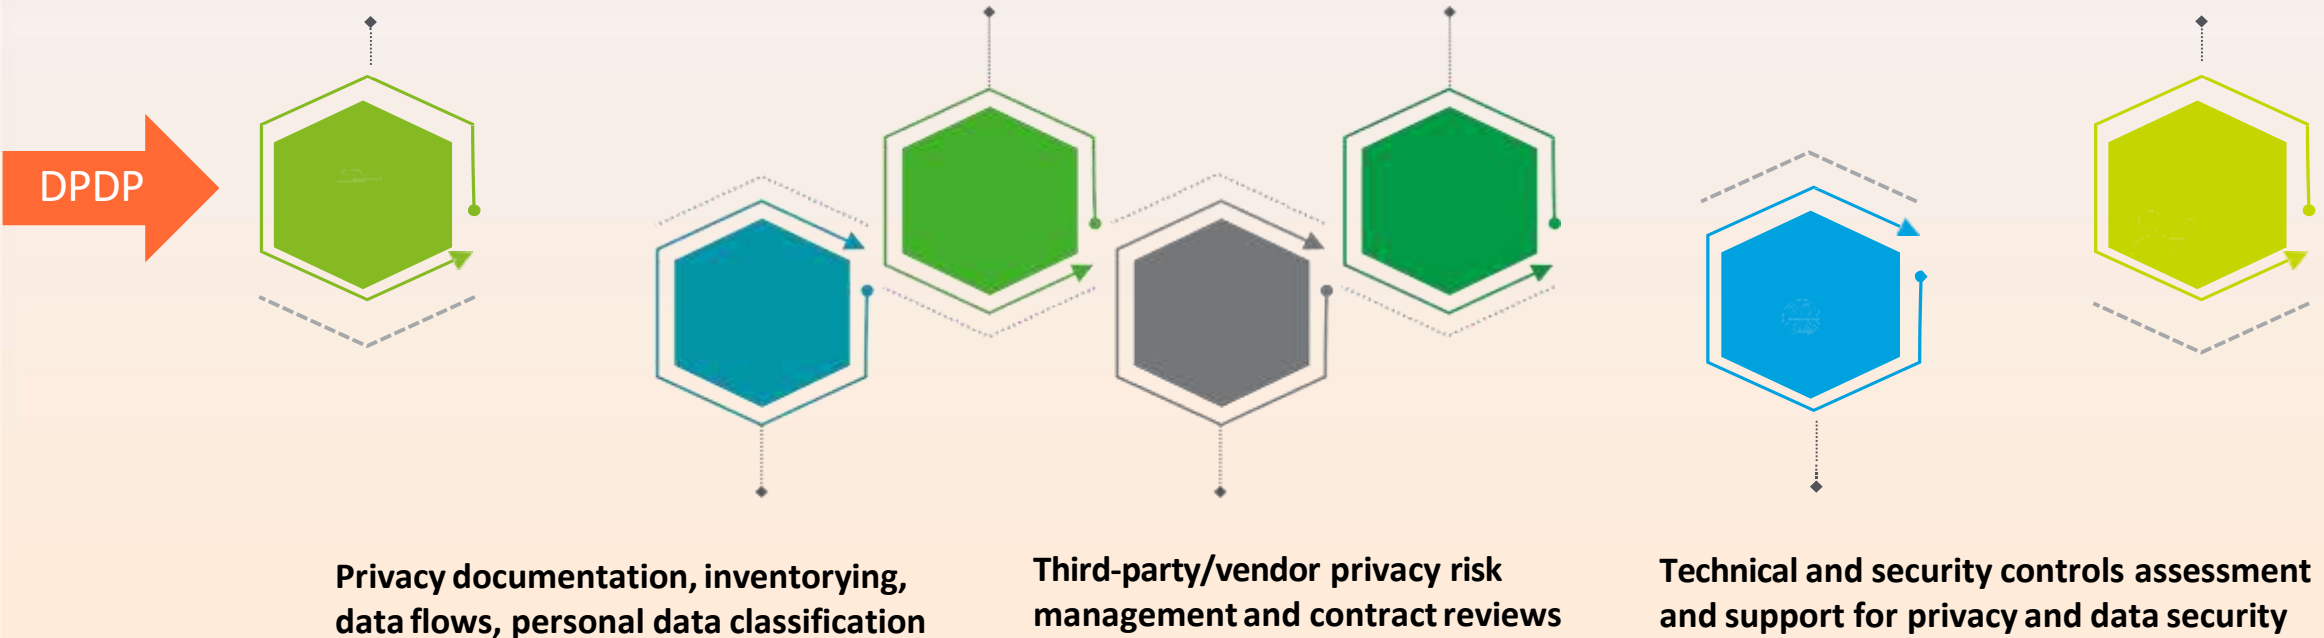 DPDP
Privacy documentation, inventorying,
data flows, personal data classification
Third-party/vendor privacy risk
management and contract reviews
Technical and security controls assessment
and support for privacy and data security